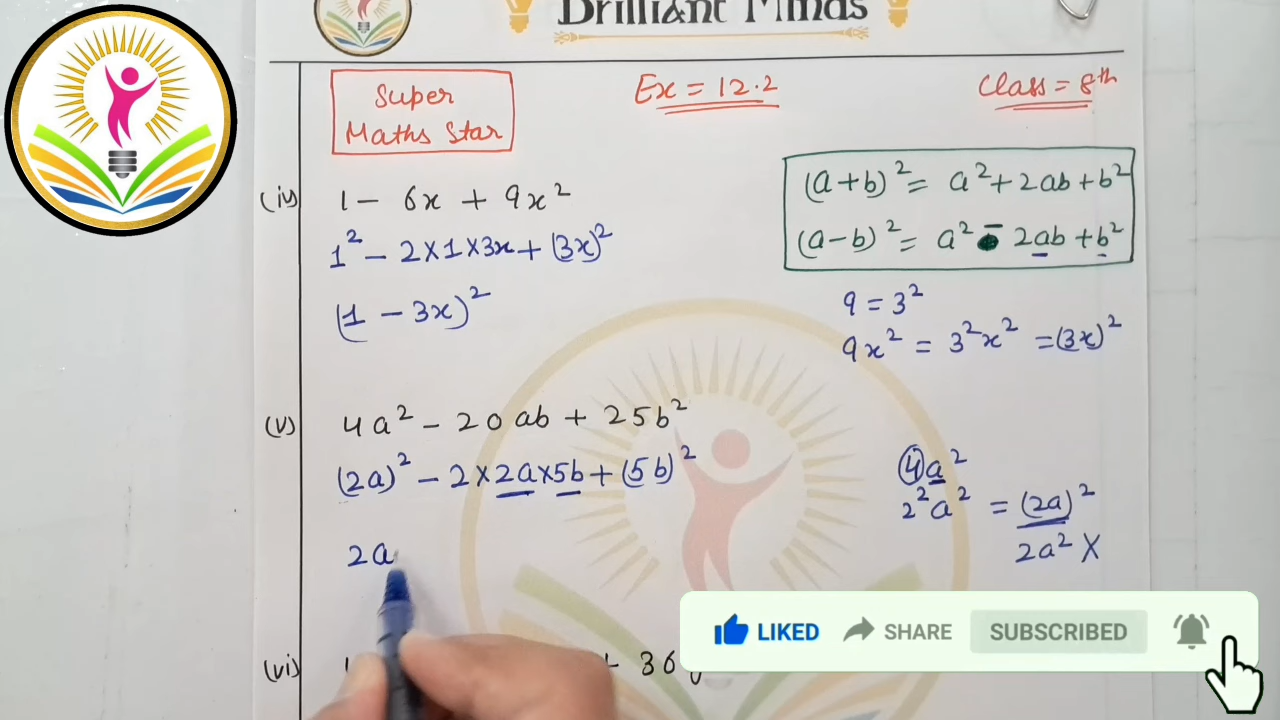 Brilliant Minds
Super
Maths Star
Ex = 12.2
Class = 8th
(iv) 1 - 6x + 9x²
1² - 2×1×3x + (3x)²
(1 - 3x)²
(a+b)² = a² + 2ab + b²
(a-b)² = a² - 2ab + b²
9 = 3²
9x² = 3²x² = (3x)²
(v) 4a² - 20ab + 25b²
(2a)² - 2×2a×5b + (5b)²
2a
4a²
2²a² = (2a)²
2a² X
(vi) + 36
LIKED SHARE SUBSCRIBED